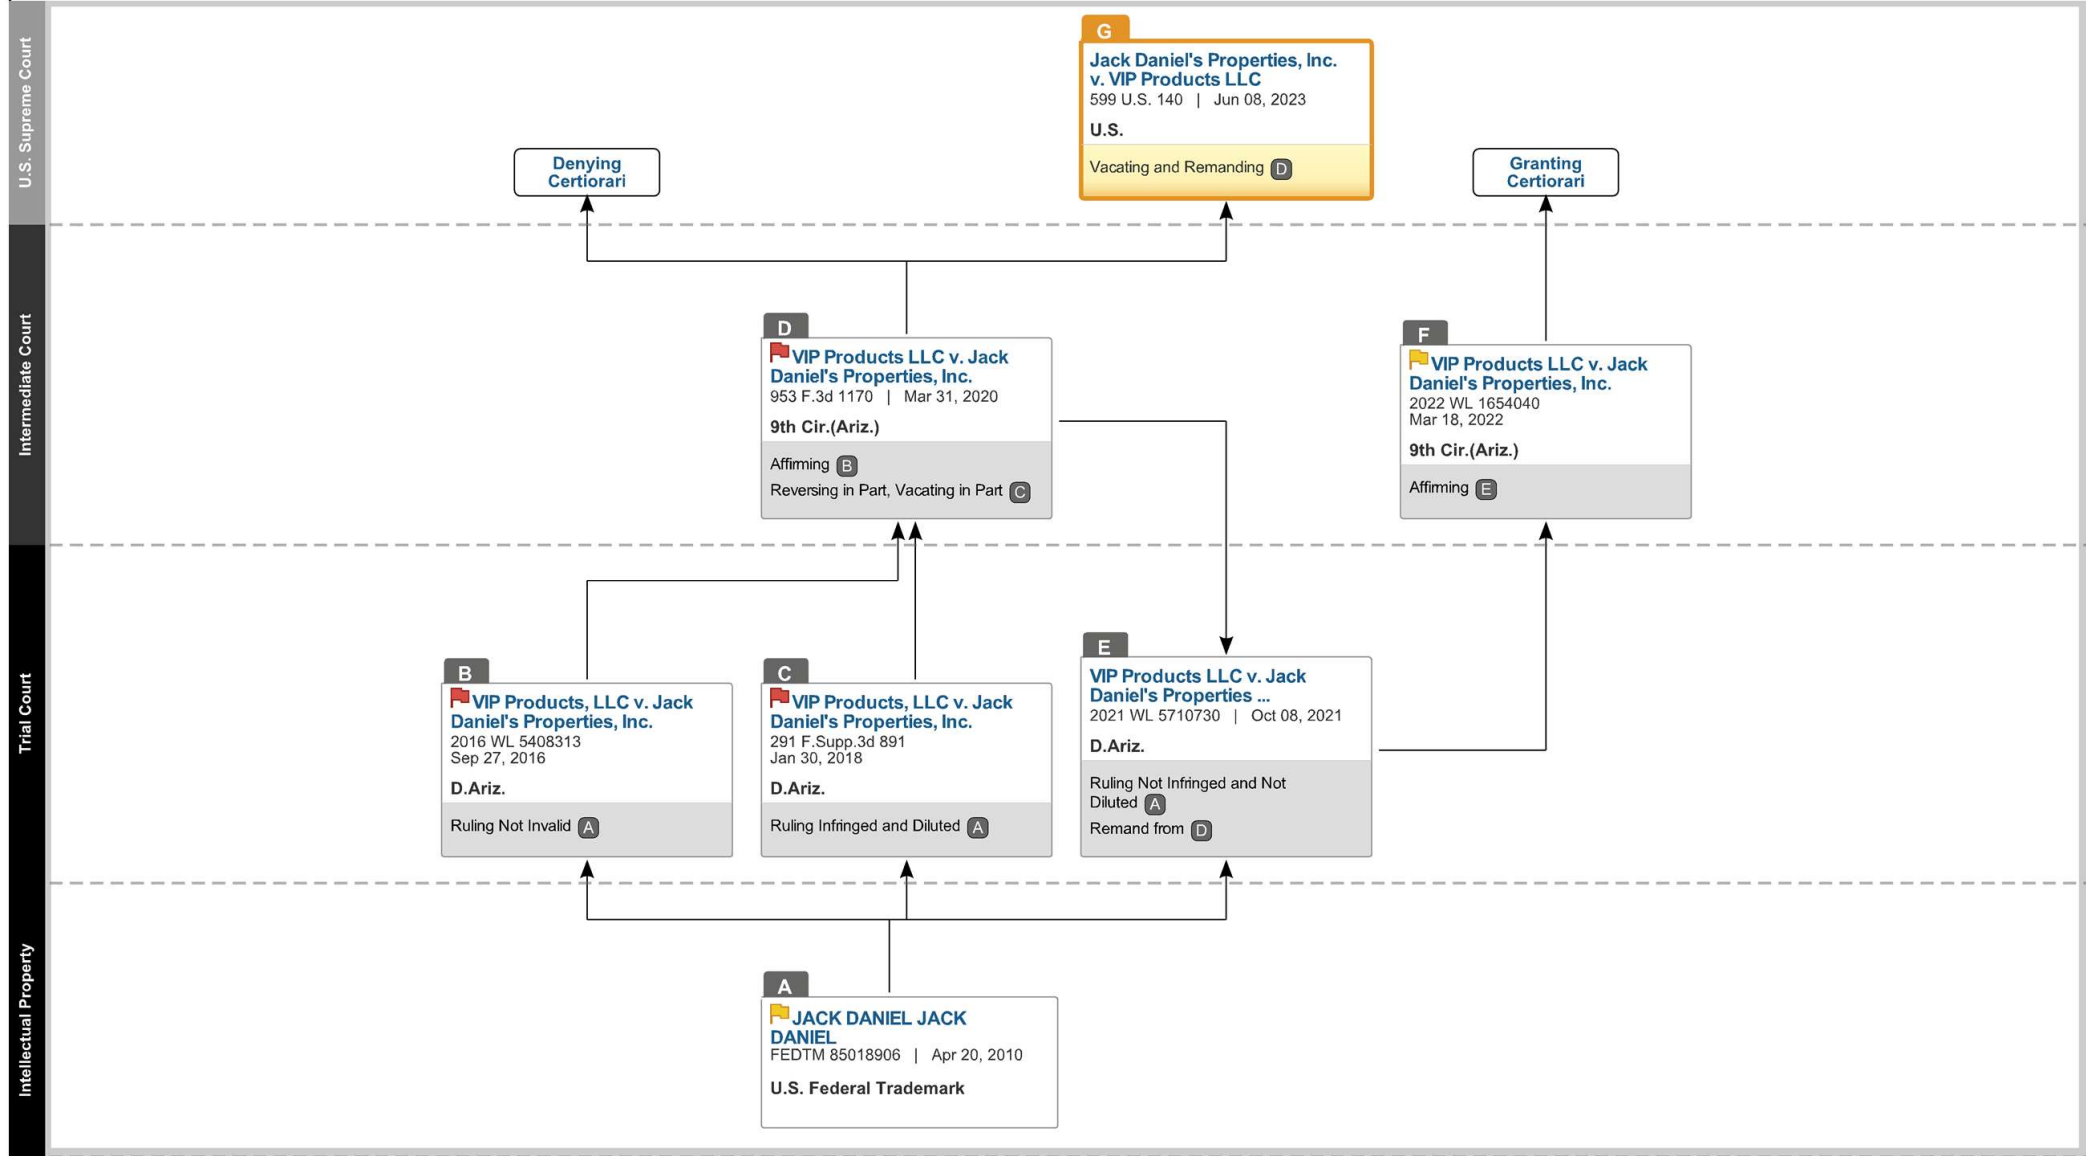 U.S. Supreme Court
G
Jack Daniel's Properties, Inc.
v. VIP Products LLC
599 U.S. 140 | Jun 08, 2023
U.S.
Vacating and Remanding D
Denying
Certiorari
Granting
Certiorari
Intermediate Court
D
VIP Products LLC v. Jack
Daniel's Properties, Inc.
953 F.3d 1170 | Mar 31, 2020
9th Cir.(Ariz.)
Affirming B
Reversing in Part, Vacating in Part C
F
VIP Products LLC v. Jack
Daniel's Properties, Inc.
2022 WL 1654040
Mar 18, 2022
9th Cir.(Ariz.)
Affirming E
Trial Court
B
VIP Products, LLC v. Jack
Daniel's Properties, Inc.
2016 WL 5408313
Sep 27, 2016
D.Ariz.
Ruling Not Invalid A
C
VIP Products, LLC v. Jack
Daniel's Properties, Inc.
291 F.Supp.3d 891
Jan 30, 2018
D.Ariz.
Ruling Infringed and Diluted A
E
VIP Products LLC v. Jack
Daniel's Properties ...
2021 WL 5710730 | Oct 08, 2021
D.Ariz.
Ruling Not Infringed and Not
Diluted A
Remand from D
Intellectual Property
A
JACK DANIEL JACK
DANIEL
FEDTM 85018906 | Apr 20, 2010
U.S. Federal Trademark